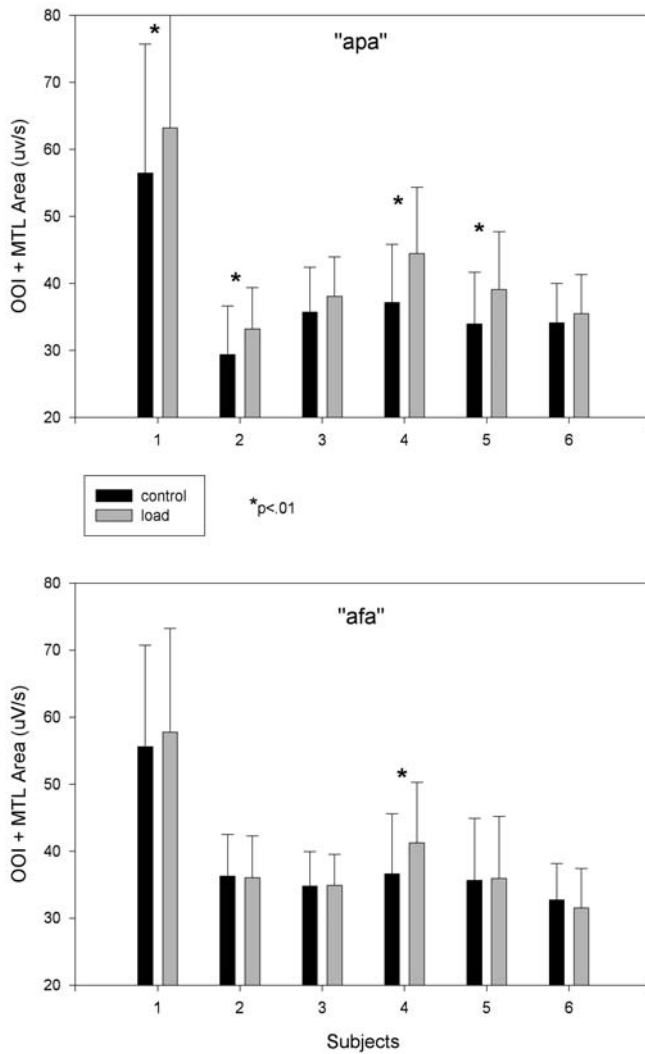 "apa"
OOI + MTL Area (uv/s)
80
70
60
50
40
30
20
*
*
*
*
1 2 3 4 5 6
control
load
*p<.01
"afa"
OOI + MTL Area (uV/s)
80
70
60
50
40
30
20
*
1 2 3 4 5 6
Subjects